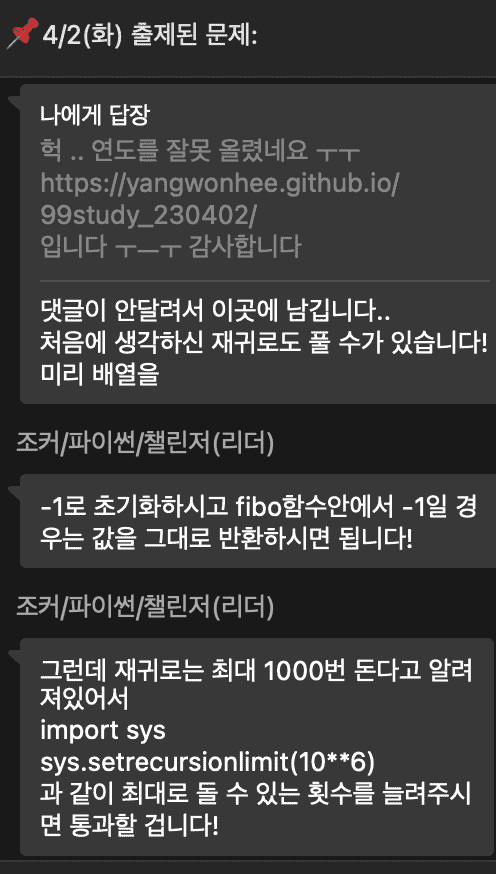 📌4/2(화) 출제된 문제:
나에게 답장
헉 .. 연도를 잘못 올렸네요 ㅜㅜ
https://yangwonhee.github.io/
99study_230402/
입니다 ㅜㅡㅜ 감사합니다
댓글이 안달려서 이곳에 남깁니다..
처음에 생각하신 재귀로도 풀 수가 있습니다!
미리 배열을
조커/파이썬/챌린저(리더)
-1로 초기화하시고 fibo함수안에서 -1일 경
우는 값을 그대로 반환하시면 됩니다!
조커/파이썬/챌린저(리더)
그런데 재귀로는 최대 1000번 돈다고 알려
져있어서
import sys
sys.setrecursionlimit(10**6)
과 같이 최대로 돌 수 있는 횟수를 늘려주시
면 통과할 겁니다!